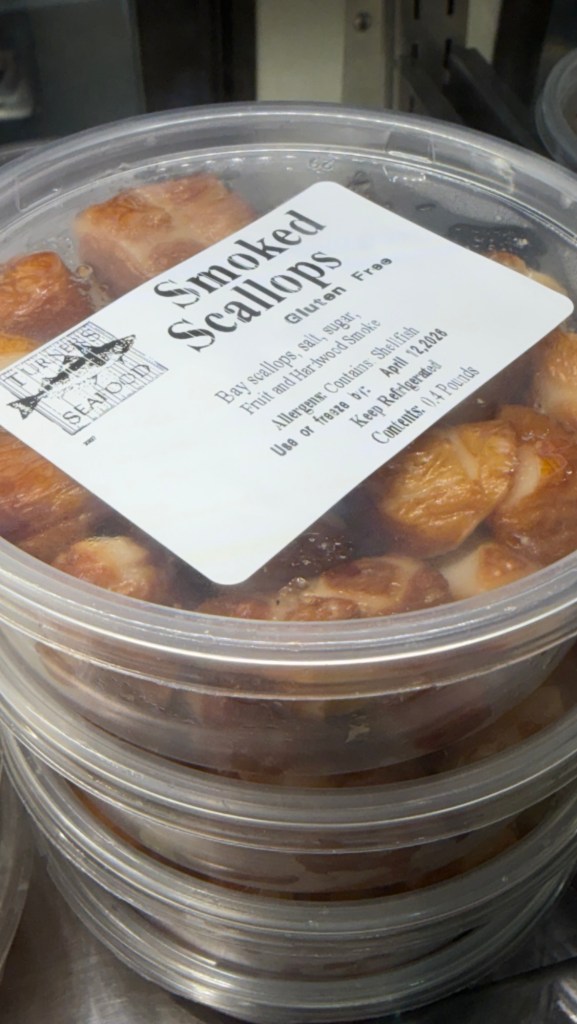 Smoked
Scallops
Gluten Free
Bay scallops, salt, sugar,
Fruit and Hardwood Smoke
Allergens: Contains: Shellfish
Use or freeze by: April 12,2026
Keep Refrigerated
Contents: 0.4 Pounds
TURNERS
SEAFOOD